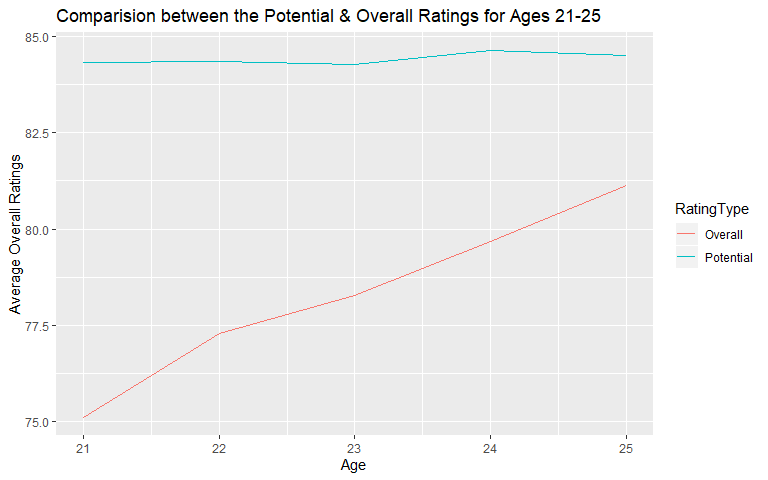 Comparision between the Potential & Overall Ratings for Ages 21-25
85.0
82.5
80.0
77.5
75.0
Average Overall Ratings
21 22 23 24 25
Age
RatingType
Overall
Potential